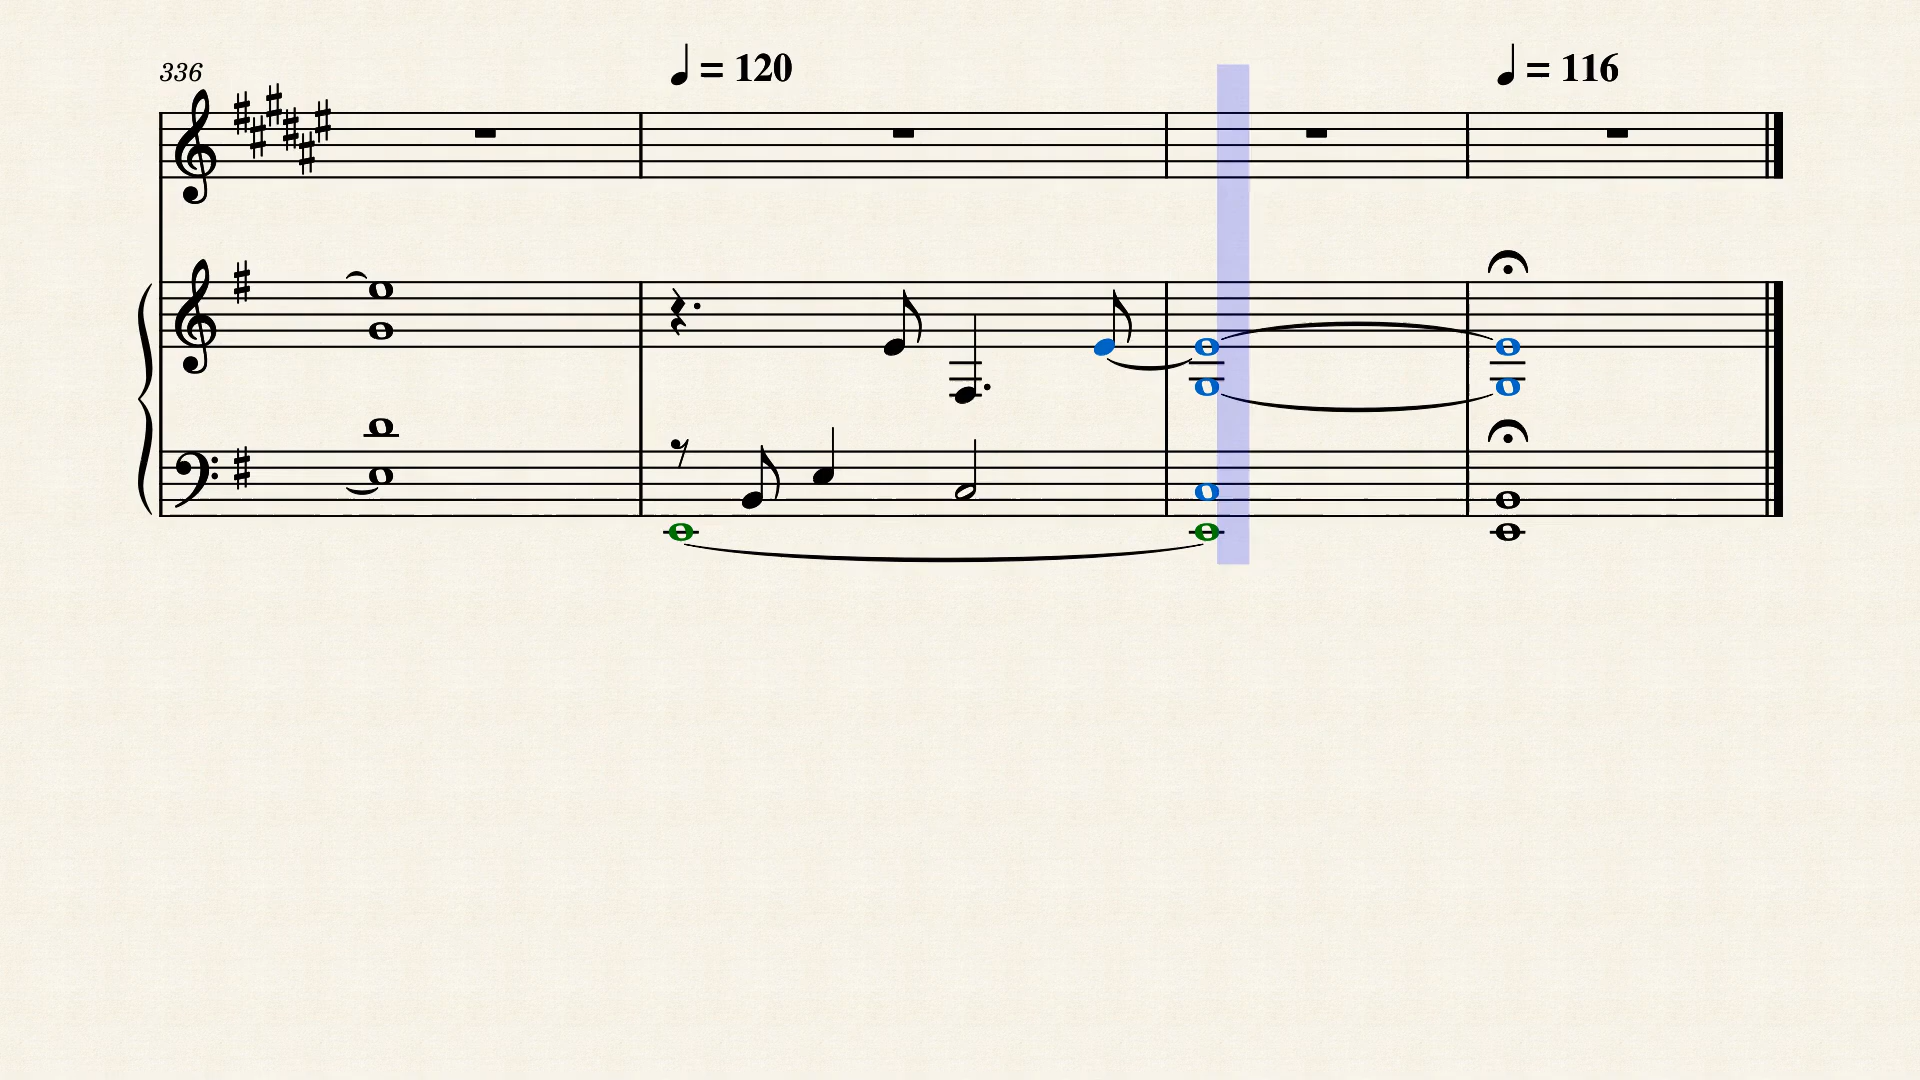 336
♩ = 120
♩ = 116